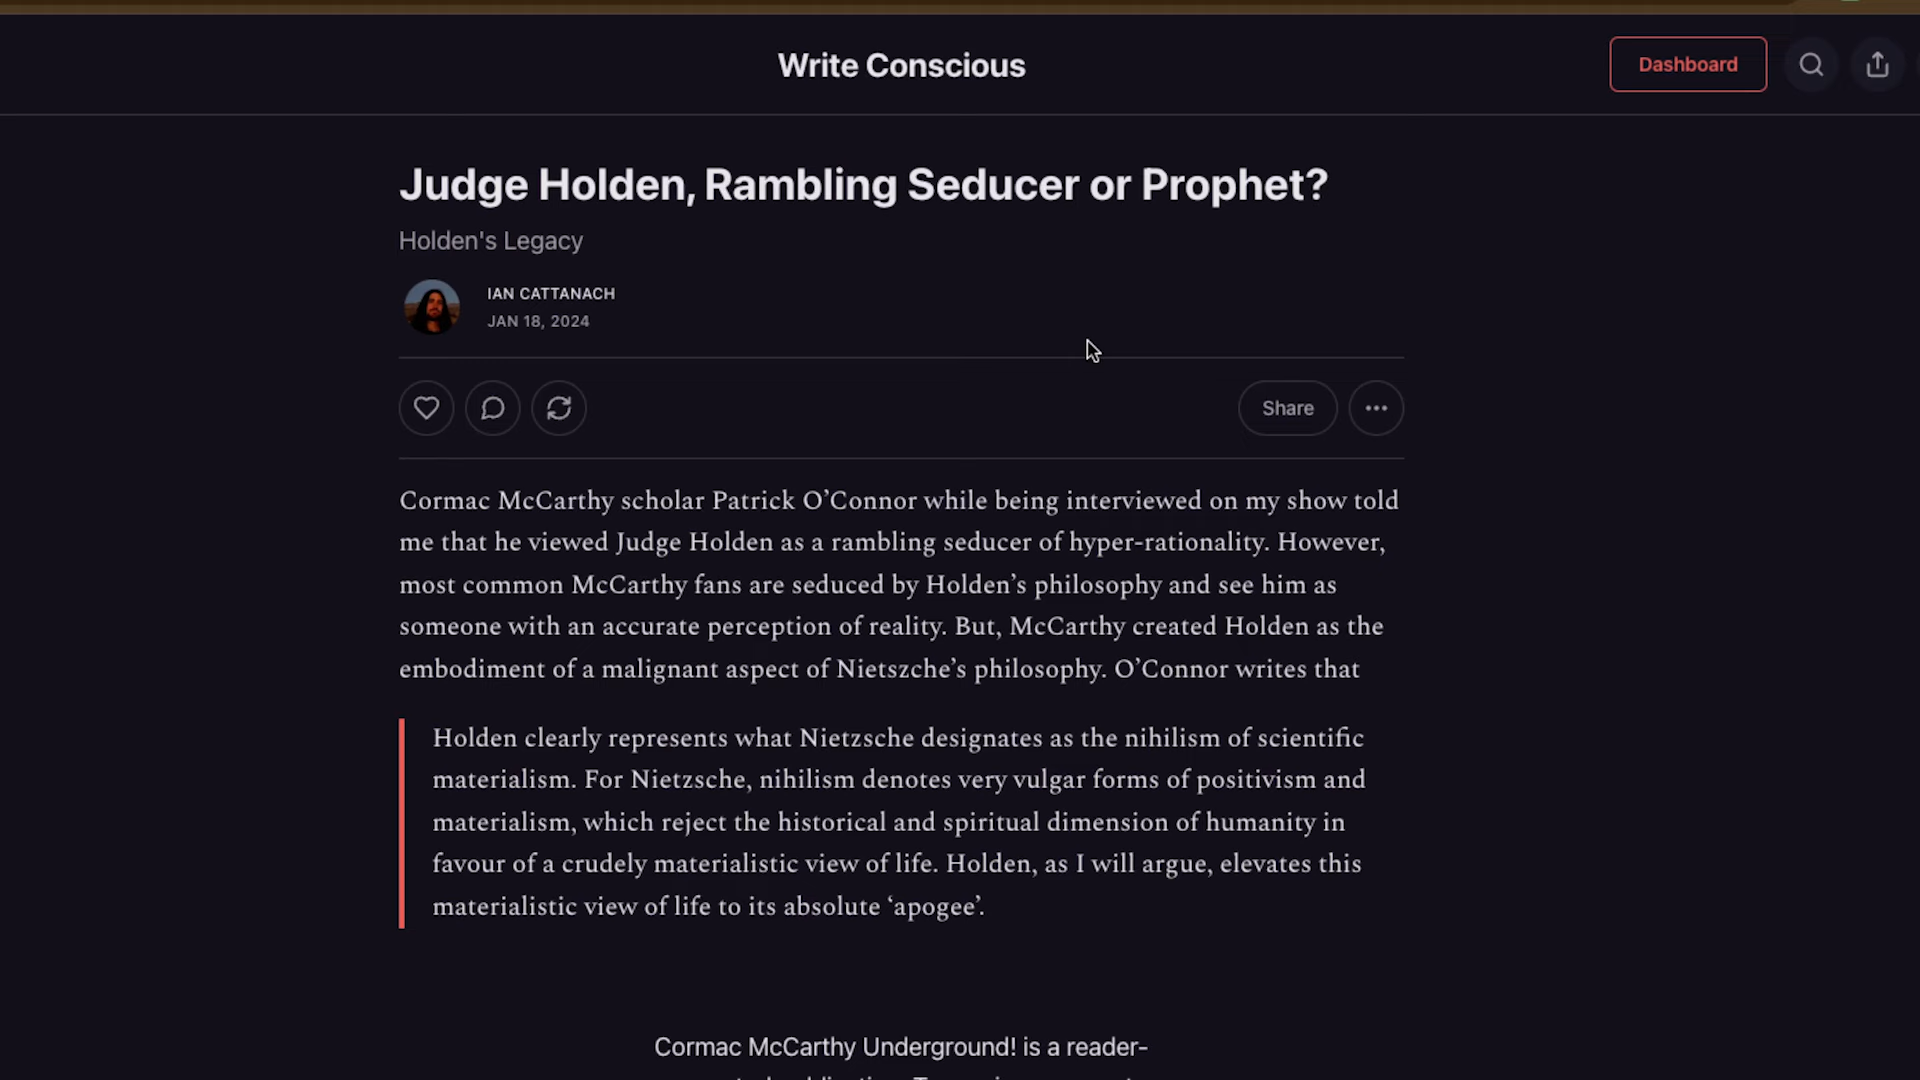 Write Conscious
Dashboard
Judge Holden, Rambling Seducer or Prophet?
Holden's Legacy
IAN CATTANACH
JAN 18, 2024
Share
Cormac McCarthy scholar Patrick O’Connor while being interviewed on my show told
me that he viewed Judge Holden as a rambling seducer of hyper-rationality. However,
most common McCarthy fans are seduced by Holden’s philosophy and see him as
someone with an accurate perception of reality. But, McCarthy created Holden as the
embodiment of a malignant aspect of Nietszche’s philosophy. O’Connor writes that
Holden clearly represents what Nietzsche designates as the nihilism of scientific
materialism. For Nietzsche, nihilism denotes very vulgar forms of positivism and
materialism, which reject the historical and spiritual dimension of humanity in
favour of a crudely materialistic view of life. Holden, as I will argue, elevates this
materialistic view of life to its absolute ‘apogee’.
Cormac McCarthy Underground! is a reader-